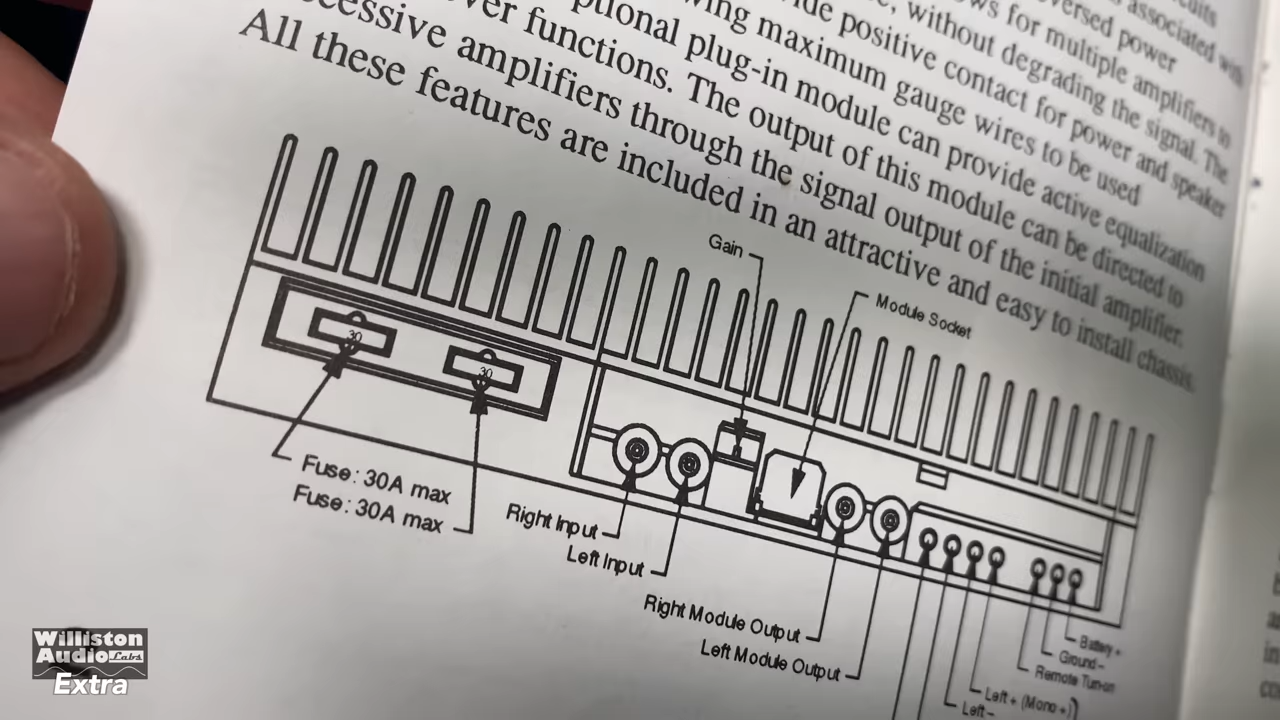 cuits
versed power
associated with
ows for multiple amplifiers to
, without degrading the signal. The
ide positive contact for power and speaker
wing maximum gauge wires to be used
ptional plug-in module can provide active equalization
ver functions. The output of this module can be directed to
cessive amplifiers through the signal output of the initial amplifier.
All these features are included in an attractive and easy to install chassis.
Gain
Module Socket
30
30
Fuse: 30A max
Fuse: 30A max
Right Input
Left Input
Right Module Output
Left Module Output
Battery +
Ground -
Remote Turn-on
Left + (Mono +)
Left -
Williston
Audio Labs
Extra